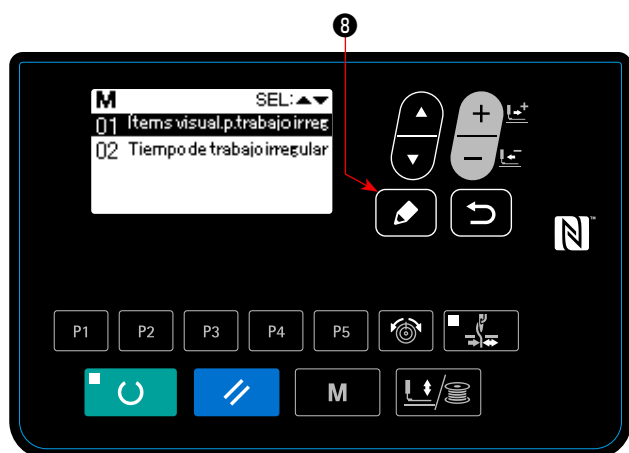 8
M SEL:▲▼
01 Ítems visual.p.trabajo irreg
02 Tiempo de trabajo irregular
P1 P2 P3 P4 P5
M